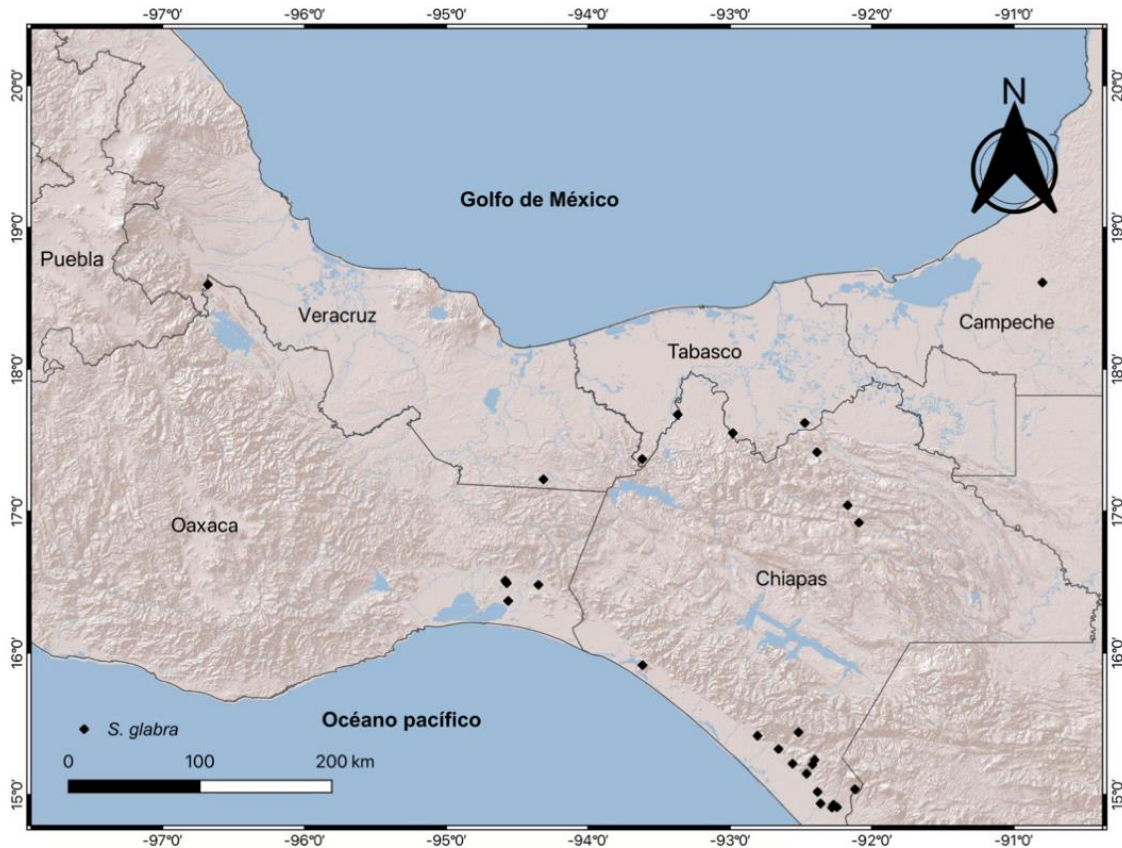 -97°0' -96°0' -95°0' -94°0' -93°0' -92°0' -91°0'
20°0' 20°0'
N
Golfo de México
19°0' 19°0'
Puebla
Veracruz
Campeche
Tabasco
18°0' 18°0'
17°0' 17°0'
Oaxaca
Chiapas
16°0' 16°0'
Océano pacífico
S. glabra
0 100 200 km
15°0' 15°0'
-97°0' -96°0' -95°0' -94°0' -93°0' -92°0' -91°0'